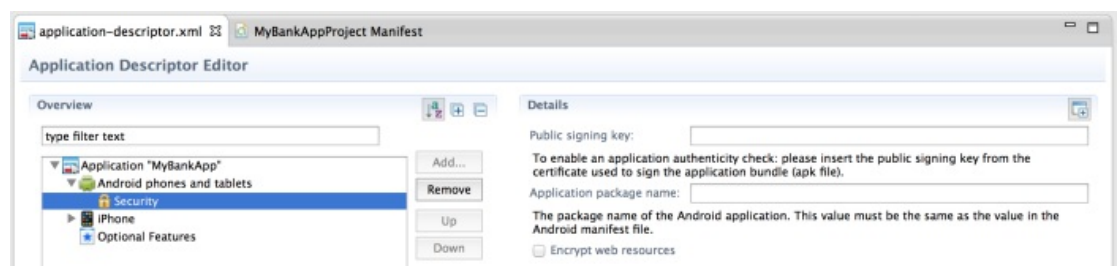 application-descriptor.xml MyBankAppProject Manifest
Application Descriptor Editor
Overview
type filter text
Application "MyBankApp"
Android phones and tablets
Security
iPhone
Optional Features
Add...
Remove
Up
Down
Details
Public signing key:
To enable an application authenticity check: please insert the public signing key from the
certificate used to sign the application bundle (apk file).
Application package name:
The package name of the Android application. This value must be the same as the value in the
Android manifest file.
Encrypt web resources